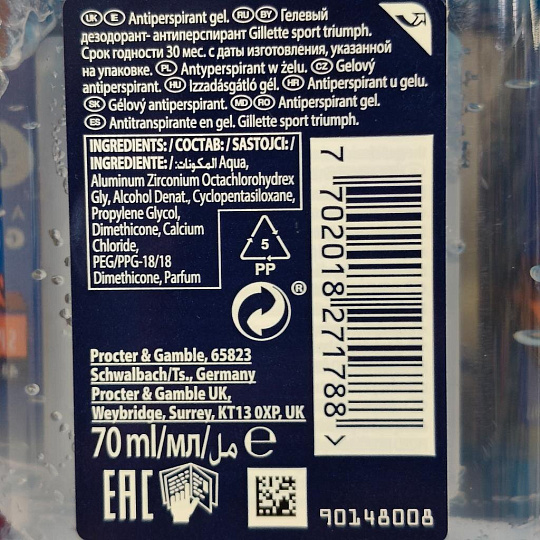 UK IE Antiperspirant gel. RU BY Гелевый
дезодорант- антиперспирант Gillette sport triumph.
Срок годности 30 мес. с даты изготовления, указанной
на упаковке. PL Antyperspirant w żelu. CZ Gelový
antiperspirant. HU Izzadásgátló gél. HR Antiperspirant u gelu.
SK Gélový antiperspirant. MD RO Antiperspirant gel.
ES Antitranspirante en gel. Gillette sport triumph.
INGREDIENTS: / СОСТАВ: / SASTOJCI: /
INGREDIENTE: / المكونات: Aqua,
Aluminum Zirconium Octachlorohydrex
Gly, Alcohol Denat., Cyclopentasiloxane,
Propylene Glycol,
Dimethicone, Calcium
Chloride,
PEG/PPG-18/18
Dimethicone, Parfum
5
PP
®
7 702018 271788 >
Procter & Gamble, 65823
Schwalbach/Ts., Germany
Procter & Gamble UK,
Weybridge, Surrey, KT13 0XP, UK
70 ml/мл/مل e
EAC
90148008